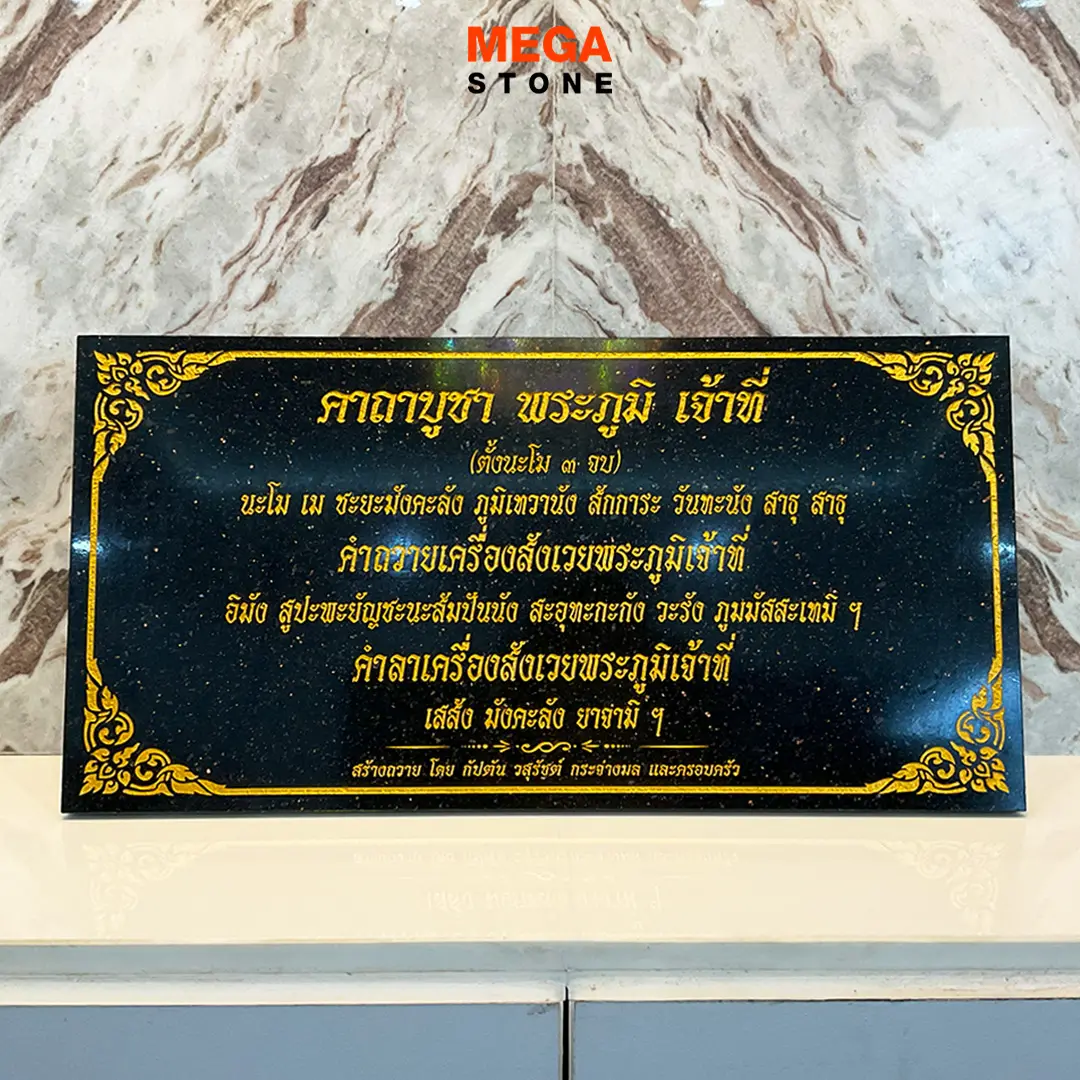 MEGA
STONE
คาถาบูชา พระภูมิ เจ้าที่
(ตั้งนะโม ๓ จบ)
นะโม เม ชะยะมังคะลัง ภูมิเทวานัง สักการะ วันทะนัง สาธุ สาธุ
คำถวายเครื่องสังเวยพระภูมิเจ้าที่
อิมัง สูปะพะยัญชะนะสัมปันนัง สะอุทะกะกัง วะรัง ภูมมัสสะเทมิ ฯ
คำลาเครื่องสังเวยพระภูมิเจ้าที่
เสสัง มังคะลัง ยาจามิ ฯ
สร้างถวาย โดย กัปตัน วสุรัชต์ กระจ่างมล และครอบครัว